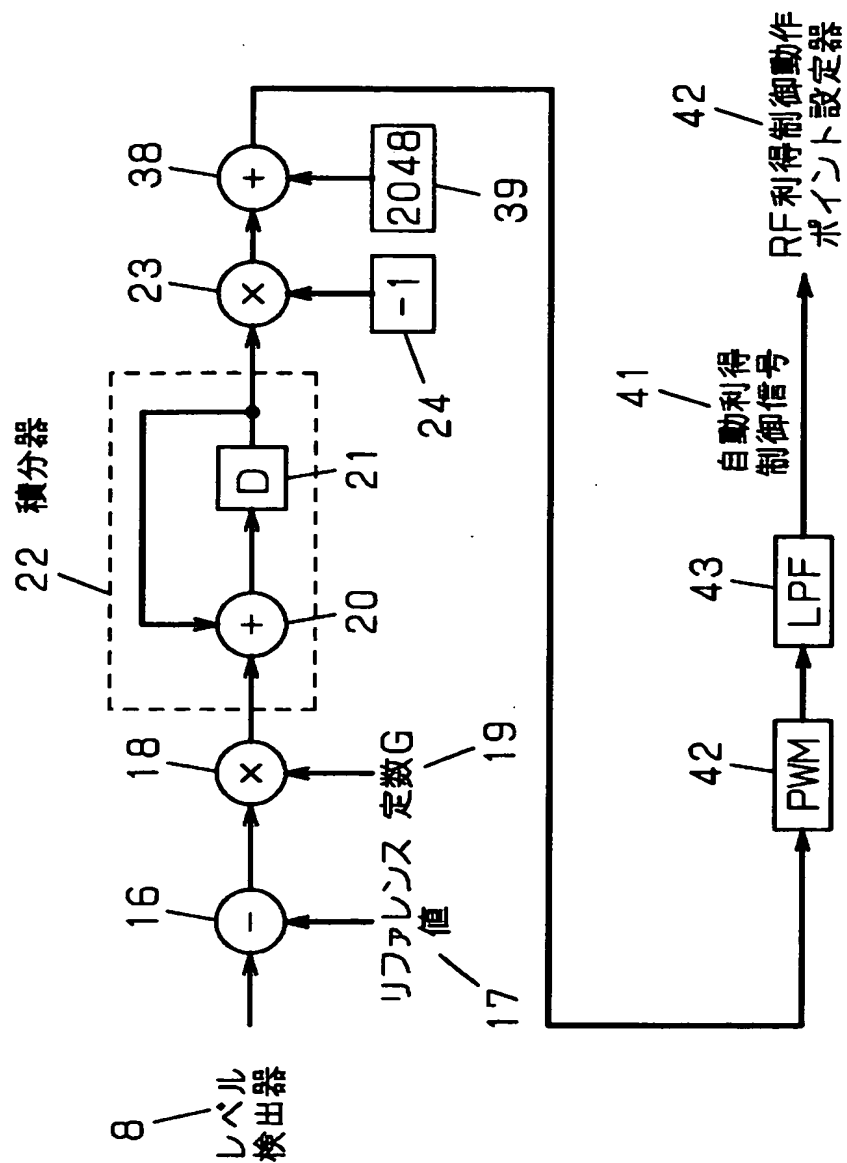 8
レベル
検出器
16
−
リファレンス
値
17
18
×
定数G
19
22 積分器
+
20
D
21
23
×
-1
24
38
+
2048
39
42
PWM
43
LPF
41
自動利得
制御信号
42
RF利得制御動作
ポイント設定器